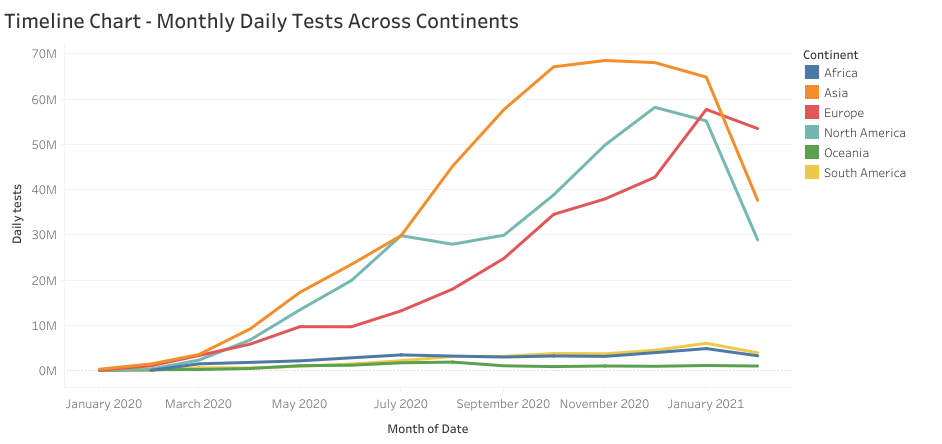 Timeline Chart - Monthly Daily Tests Across Continents
Continent
Africa
Asia
Europe
North America
Oceania
South America
Daily tests
70M
60M
50M
40M
30M
20M
10M
0M
January 2020
March 2020
May 2020
July 2020
September 2020
November 2020
January 2021
Month of Date